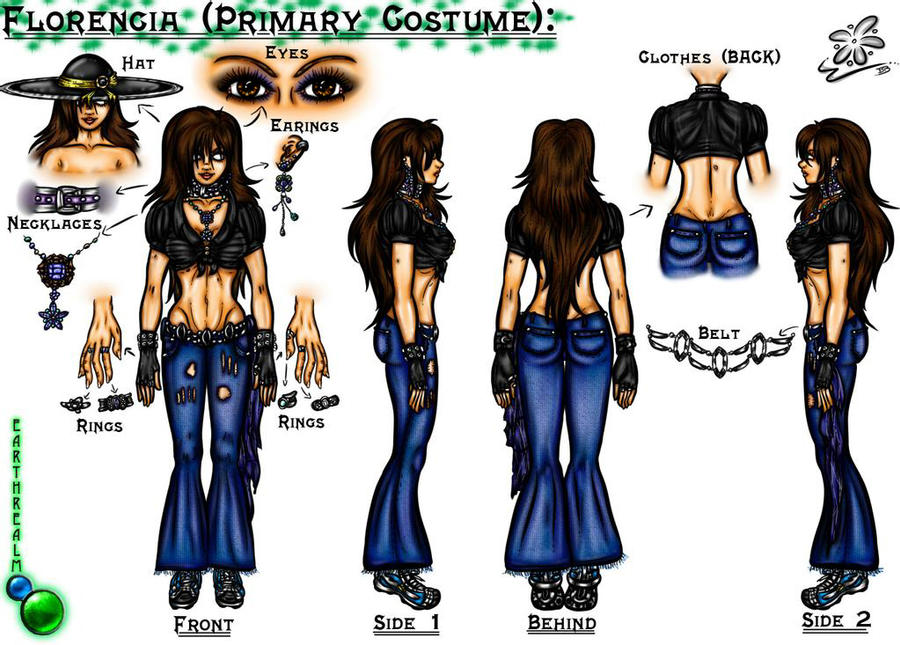 FLORENCIA (PRIMARY COSTUME):
HAT
EYES
CLOTHES (BACK)
EARINGS
NECKLACES
BELT
RINGS
RINGS
EARTHREALM
FRONT
SIDE 1
BEHIND
SIDE 2